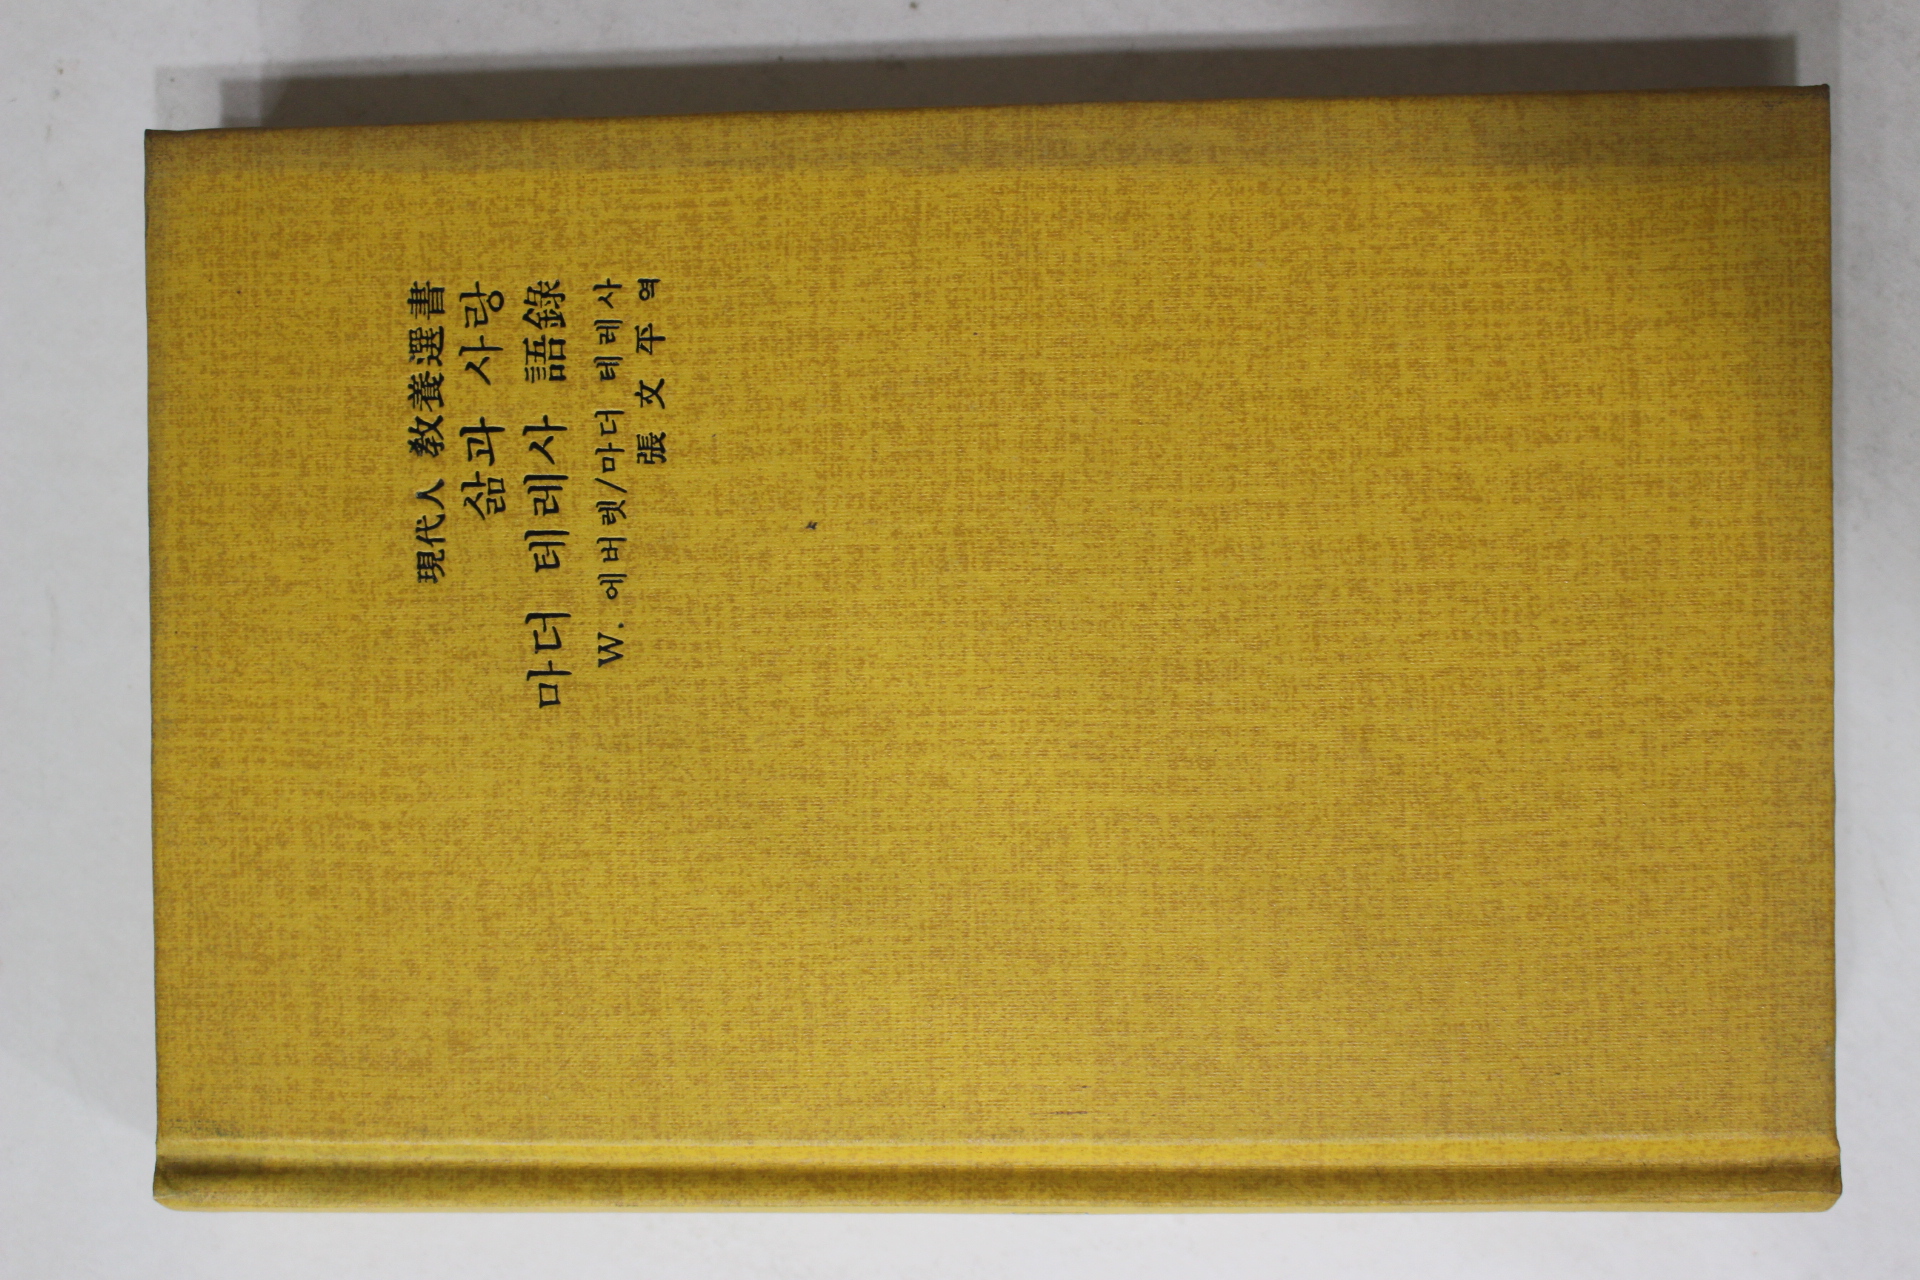 現代人 敎養選書
삶과 사랑
마더 테레사 語錄
W. 에버렛/마더 테레사
張 文 平 역